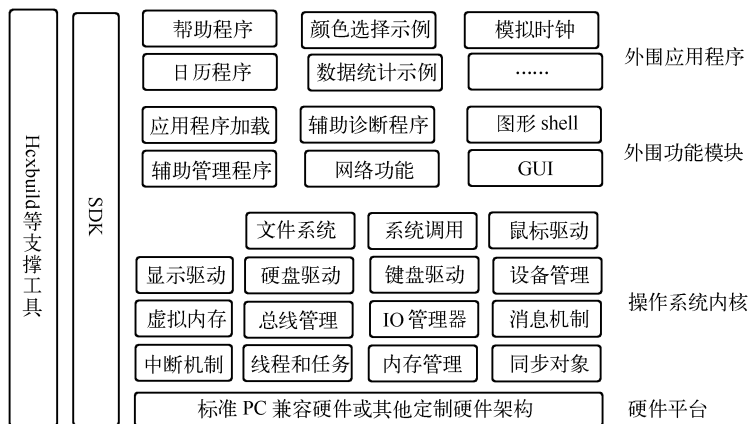 Hcxbuild等支撑工具
SDK
帮助程序 颜色选择示例 模拟时钟
日历程序 数据统计示例 ……
外围应用程序
应用程序加载 辅助诊断程序 图形 shell
辅助管理程序 网络功能 GUI
外围功能模块
文件系统 系统调用 鼠标驱动
显示驱动 硬盘驱动 键盘驱动 设备管理
虚拟内存 总线管理 IO 管理器 消息机制
中断机制 线程和任务 内存管理 同步对象
操作系统内核
标准 PC 兼容硬件或其他定制硬件架构
硬件平台